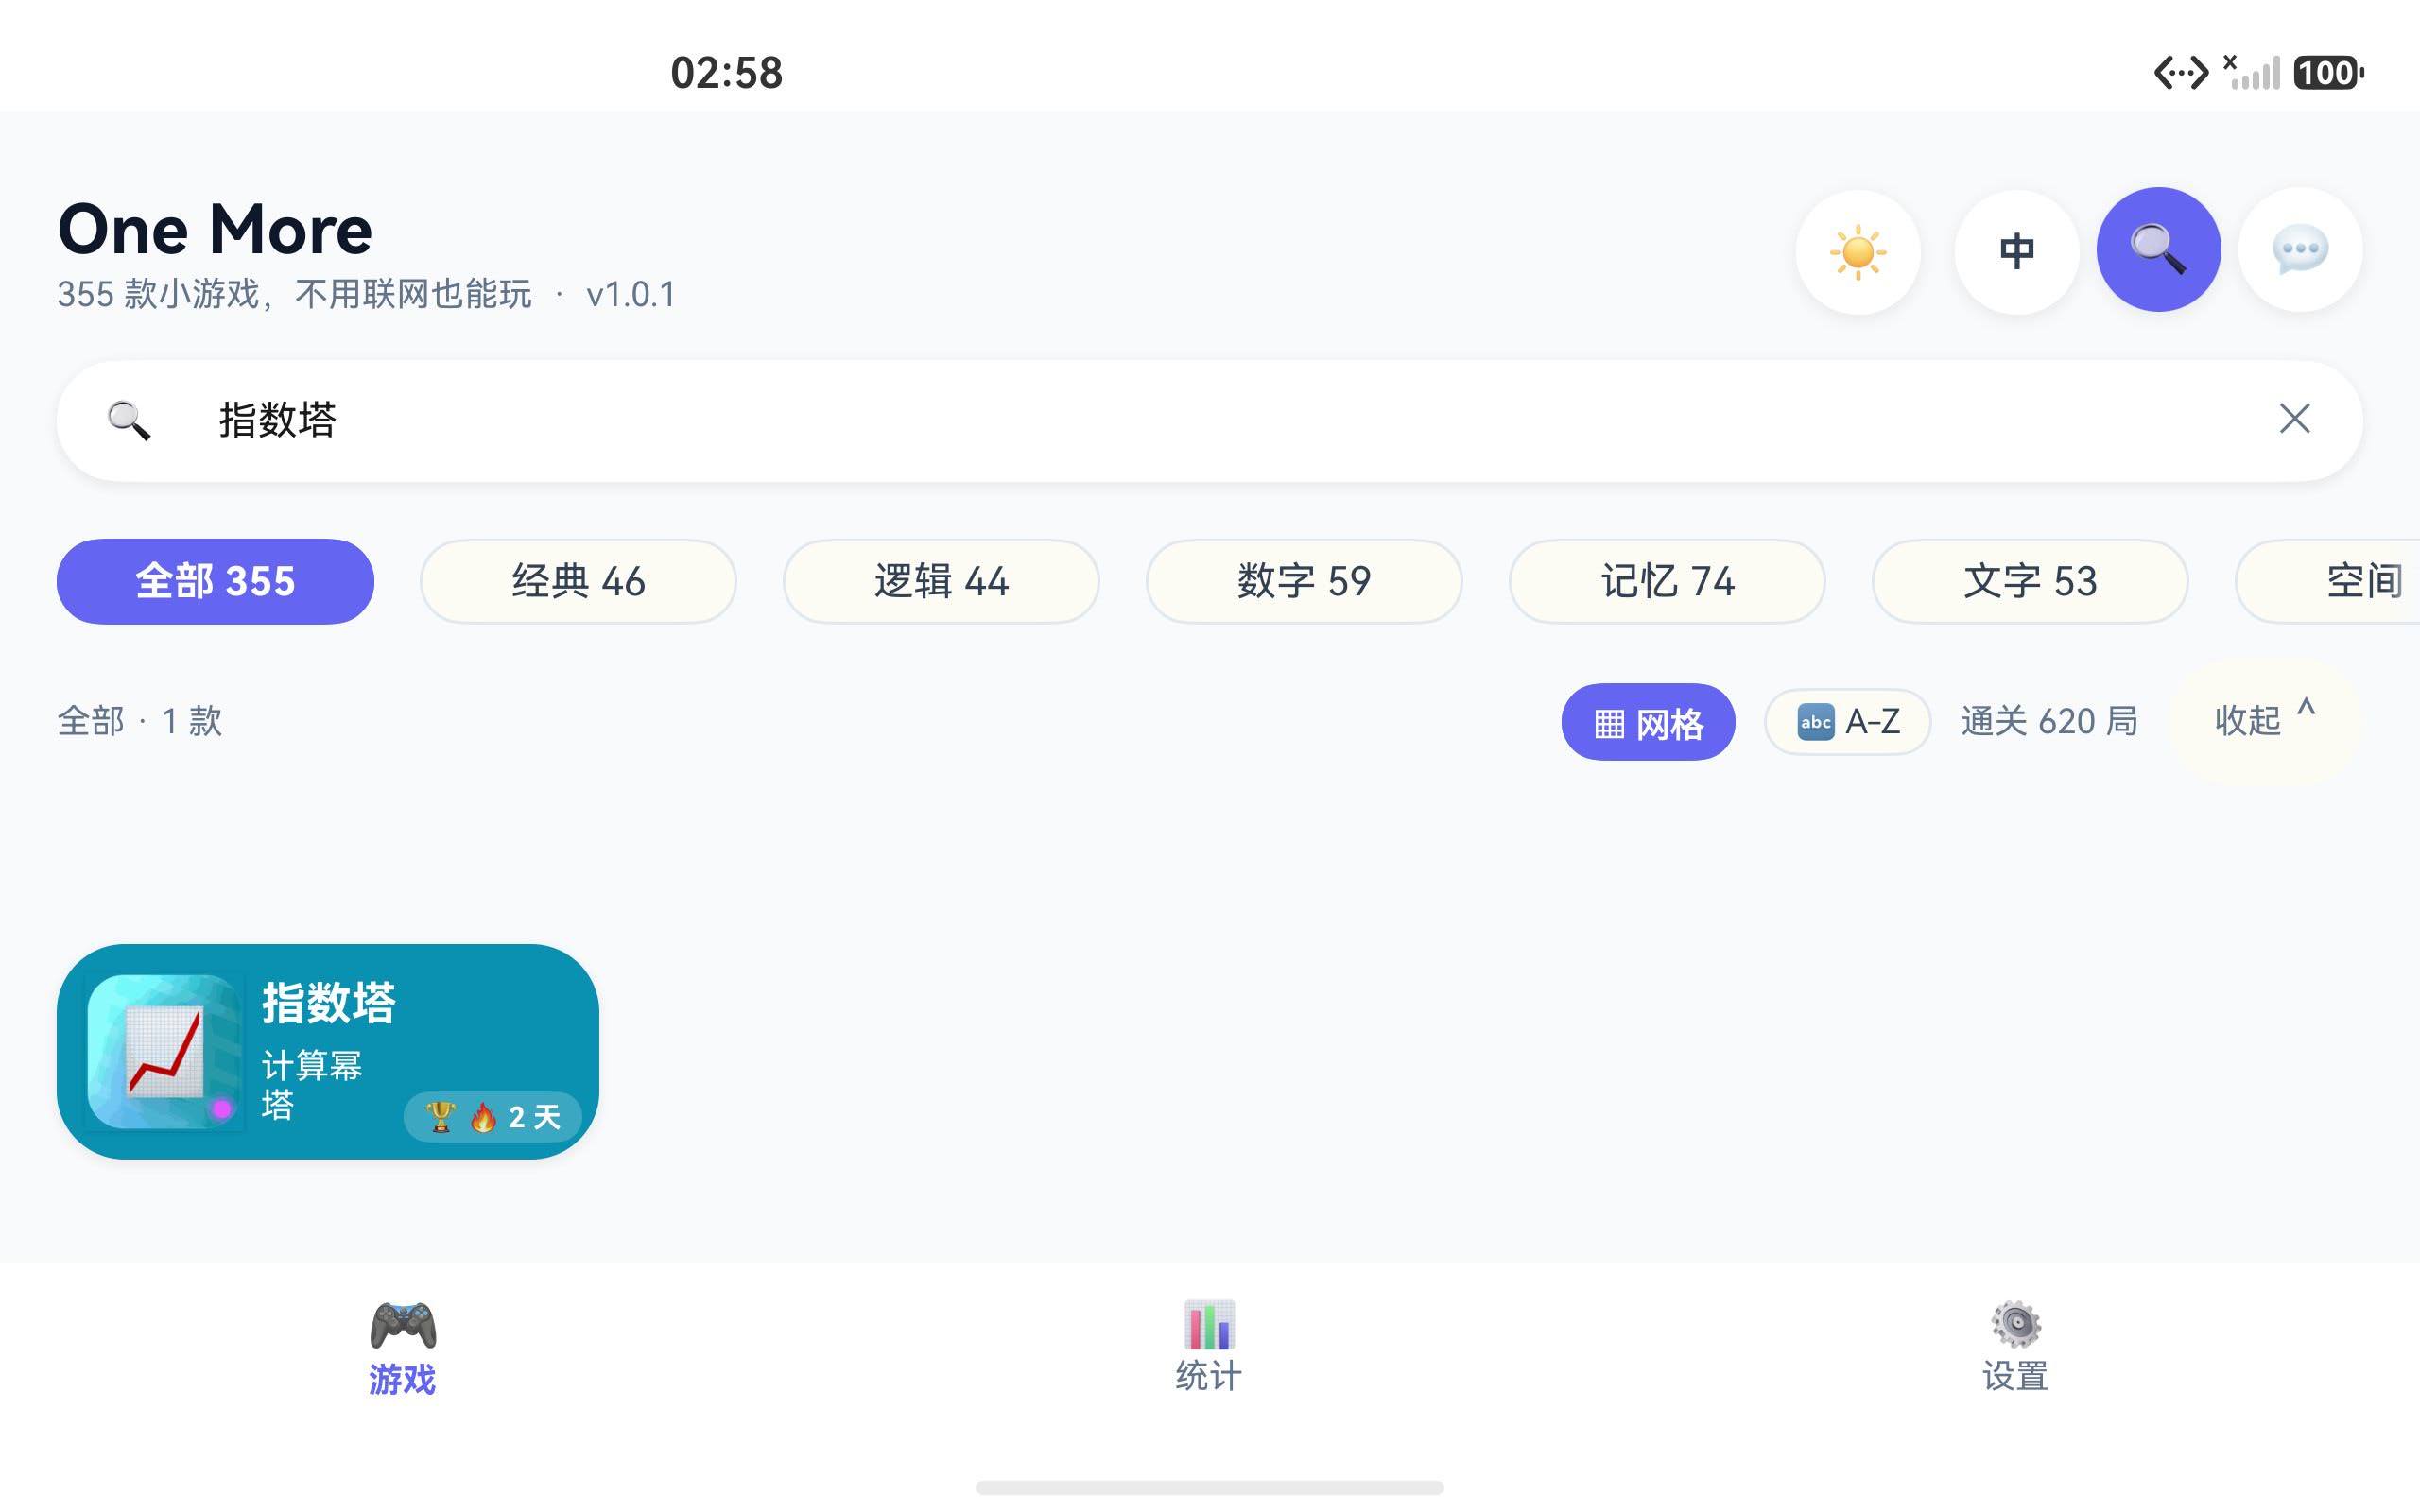 02:58
100
One More
355 款小游戏，不用联网也能玩 · v1.0.1
中
指数塔
全部 355
经典 46
逻辑 44
数字 59
记忆 74
文字 53
空间
全部 · 1 款
网格
abc A-Z
通关 620 局
收起 ^
指数塔
计算幂
塔
2 天
游戏
统计
设置